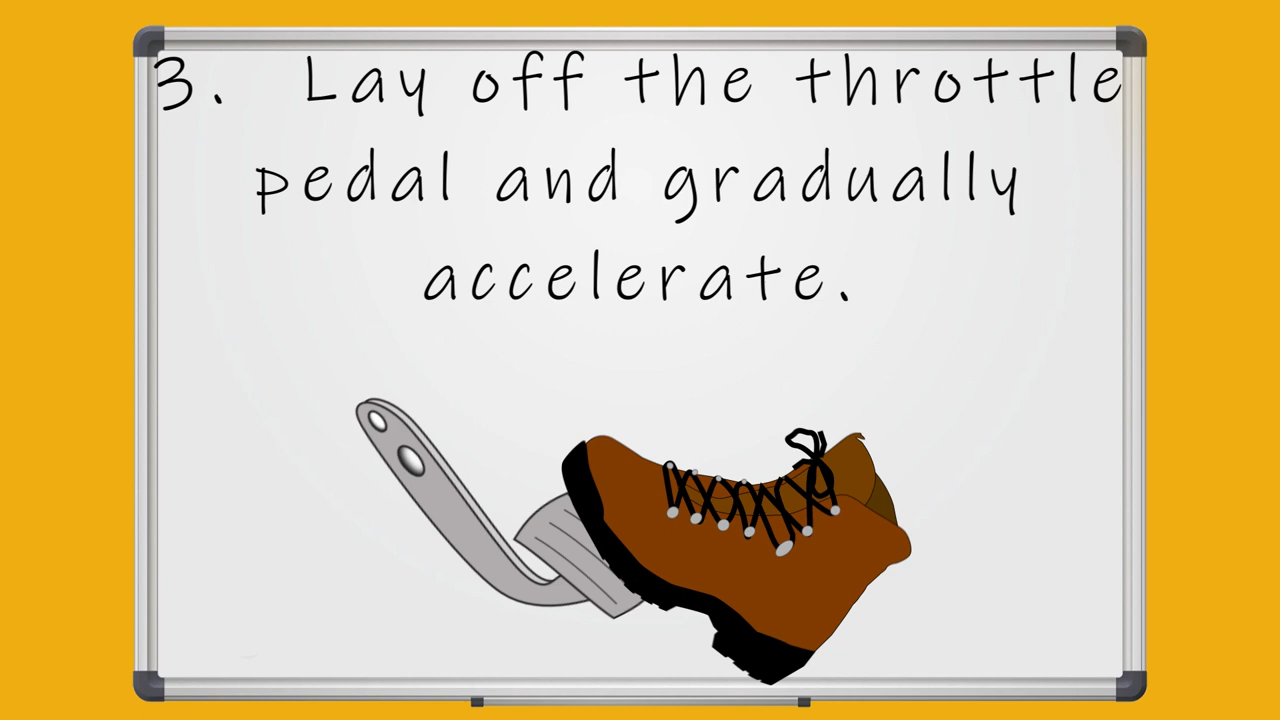 3. Lay off the throttle
pedal and gradually
accelerate.